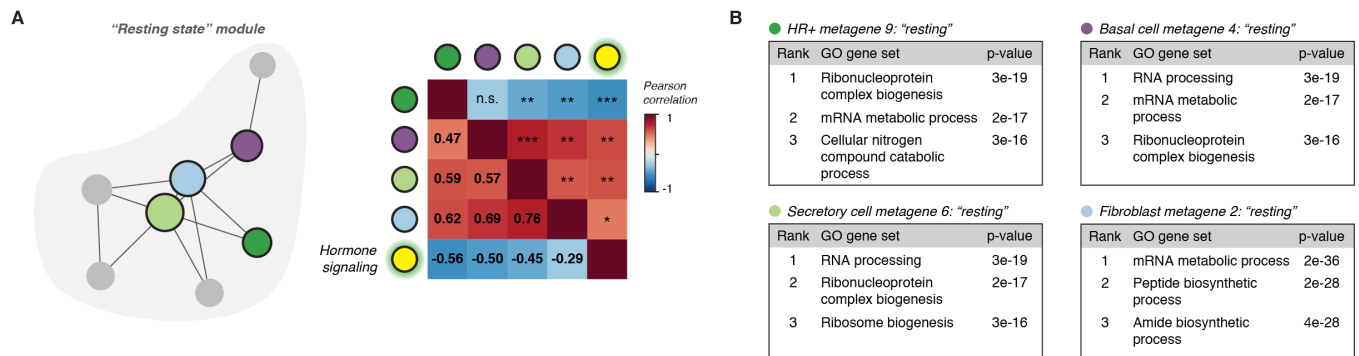 A
“Resting state” module
Pearson
correlation
1
-1
n.s.
**
**
***
0.47
***
**
**
0.59
0.57
**
**
0.62
0.69
0.76
*
Hormone
signaling
-0.56
-0.50
-0.45
-0.29
B
HR+ metagene 9: “resting”
Rank GO gene set p-value
1 Ribonucleoprotein 3e-19
complex biogenesis
2 mRNA metabolic process 2e-17
3 Cellular nitrogen 3e-16
compound catabolic
process
Basal cell metagene 4: “resting”
Rank GO gene set p-value
1 RNA processing 3e-19
2 mRNA metabolic 2e-17
process
3 Ribonucleoprotein 3e-16
complex biogenesis
Secretory cell metagene 6: “resting”
Rank GO gene set p-value
1 RNA processing 3e-19
2 Ribonucleoprotein 2e-17
complex biogenesis
3 Ribosome biogenesis 3e-16
Fibroblast metagene 2: “resting”
Rank GO gene set p-value
1 mRNA metabolic process 2e-36
2 Peptide biosynthetic 2e-28
process
3 Amide biosynthetic 4e-28
process